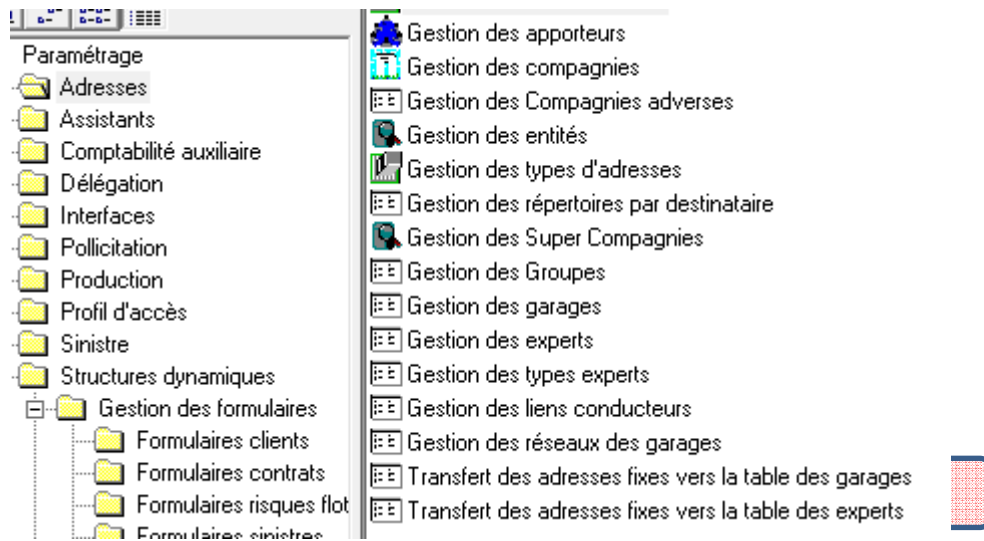 Paramétrage
Adresses
Assistants
Comptabilité auxiliaire
Délégation
Interfaces
Pollicitation
Production
Profil d'accès
Sinistre
Structures dynamiques
Gestion des formulaires
Formulaires clients
Formulaires contrats
Formulaires risques flot
Formulaires sinistres
Gestion des apporteurs
Gestion des compagnies
Gestion des Compagnies adverses
Gestion des entités
Gestion des types d'adresses
Gestion des répertoires par destinataire
Gestion des Super Compagnies
Gestion des Groupes
Gestion des garages
Gestion des experts
Gestion des types experts
Gestion des liens conducteurs
Gestion des réseaux des garages
Transfert des adresses fixes vers la table des garages
Transfert des adresses fixes vers la table des experts